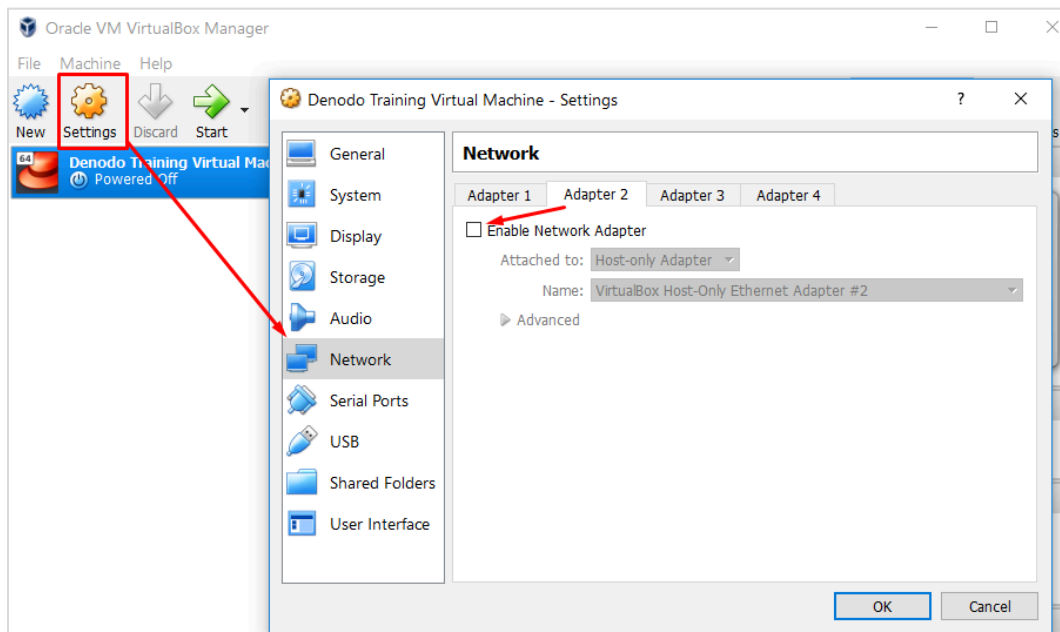 Oracle VM VirtualBox Manager
File Machine Help
New Settings Discard Start
64
Denodo Training Virtual Mac
Powered Off
Denodo Training Virtual Machine - Settings
?
General
System
Display
Storage
Audio
Network
Serial Ports
USB
Shared Folders
User Interface
Network
Adapter 1 Adapter 2 Adapter 3 Adapter 4
Enable Network Adapter
Attached to: Host-only Adapter
Name: VirtualBox Host-Only Ethernet Adapter #2
Advanced
OK Cancel